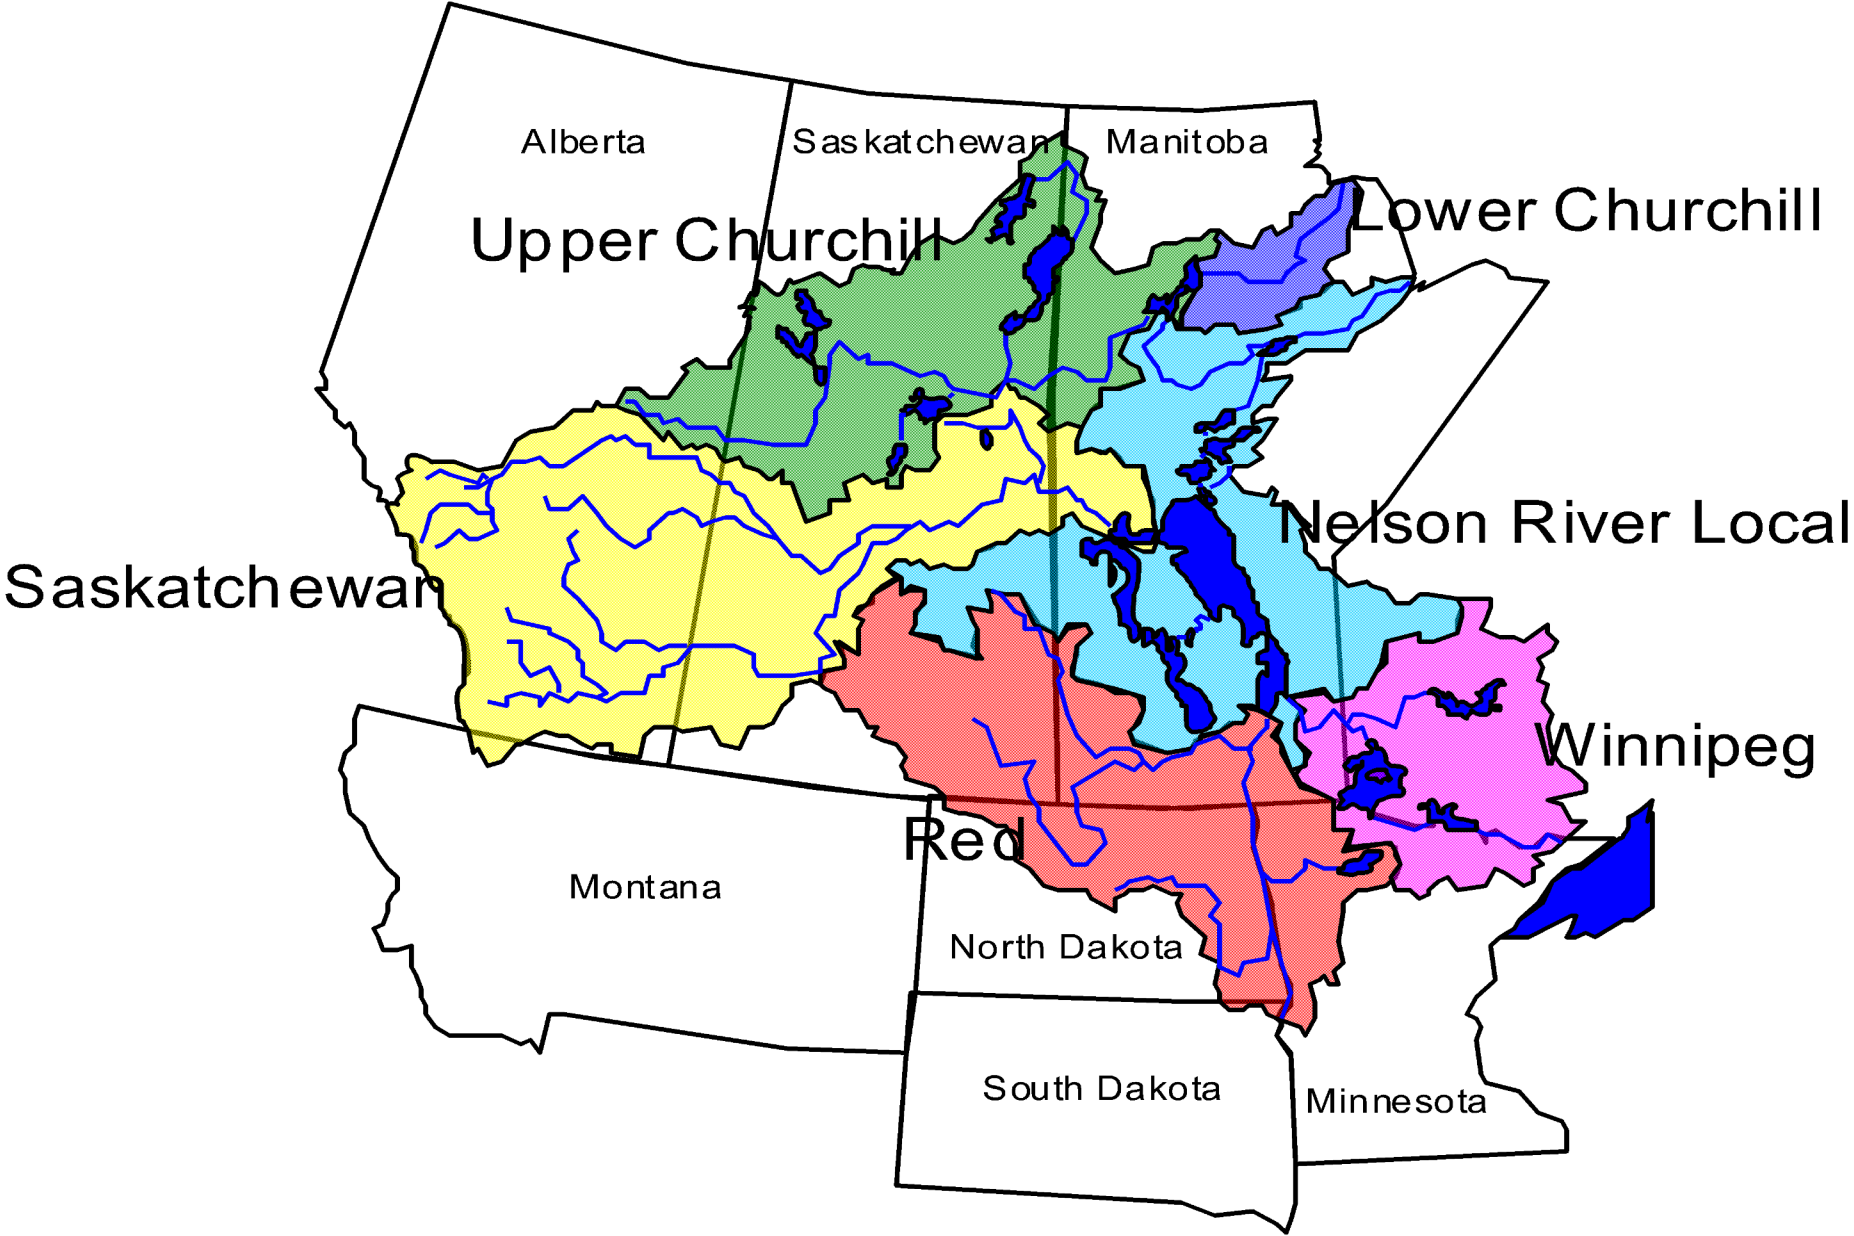 Alberta
Saskatchewan
Manitoba
Lower Churchill
Upper Churchill
Nelson River Local
Saskatchewan
Winnipeg
Red
Montana
North Dakota
South Dakota
Minnesota